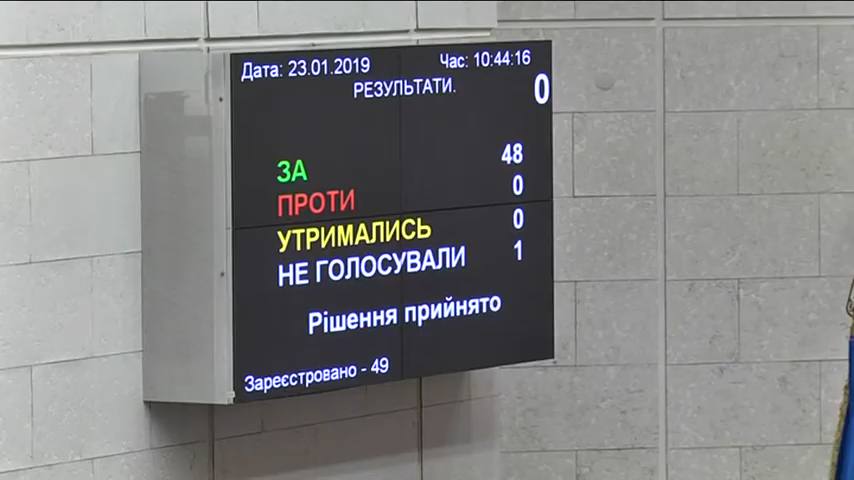 Дата: 23.01.2019 Час: 10:44:16
РЕЗУЛЬТАТИ. 0
ЗА 48
ПРОТИ 0
УТРИМАЛИСЬ 0
НЕ ГОЛОСУВАЛИ 1
Рішення прийнято
Зареєстровано - 49